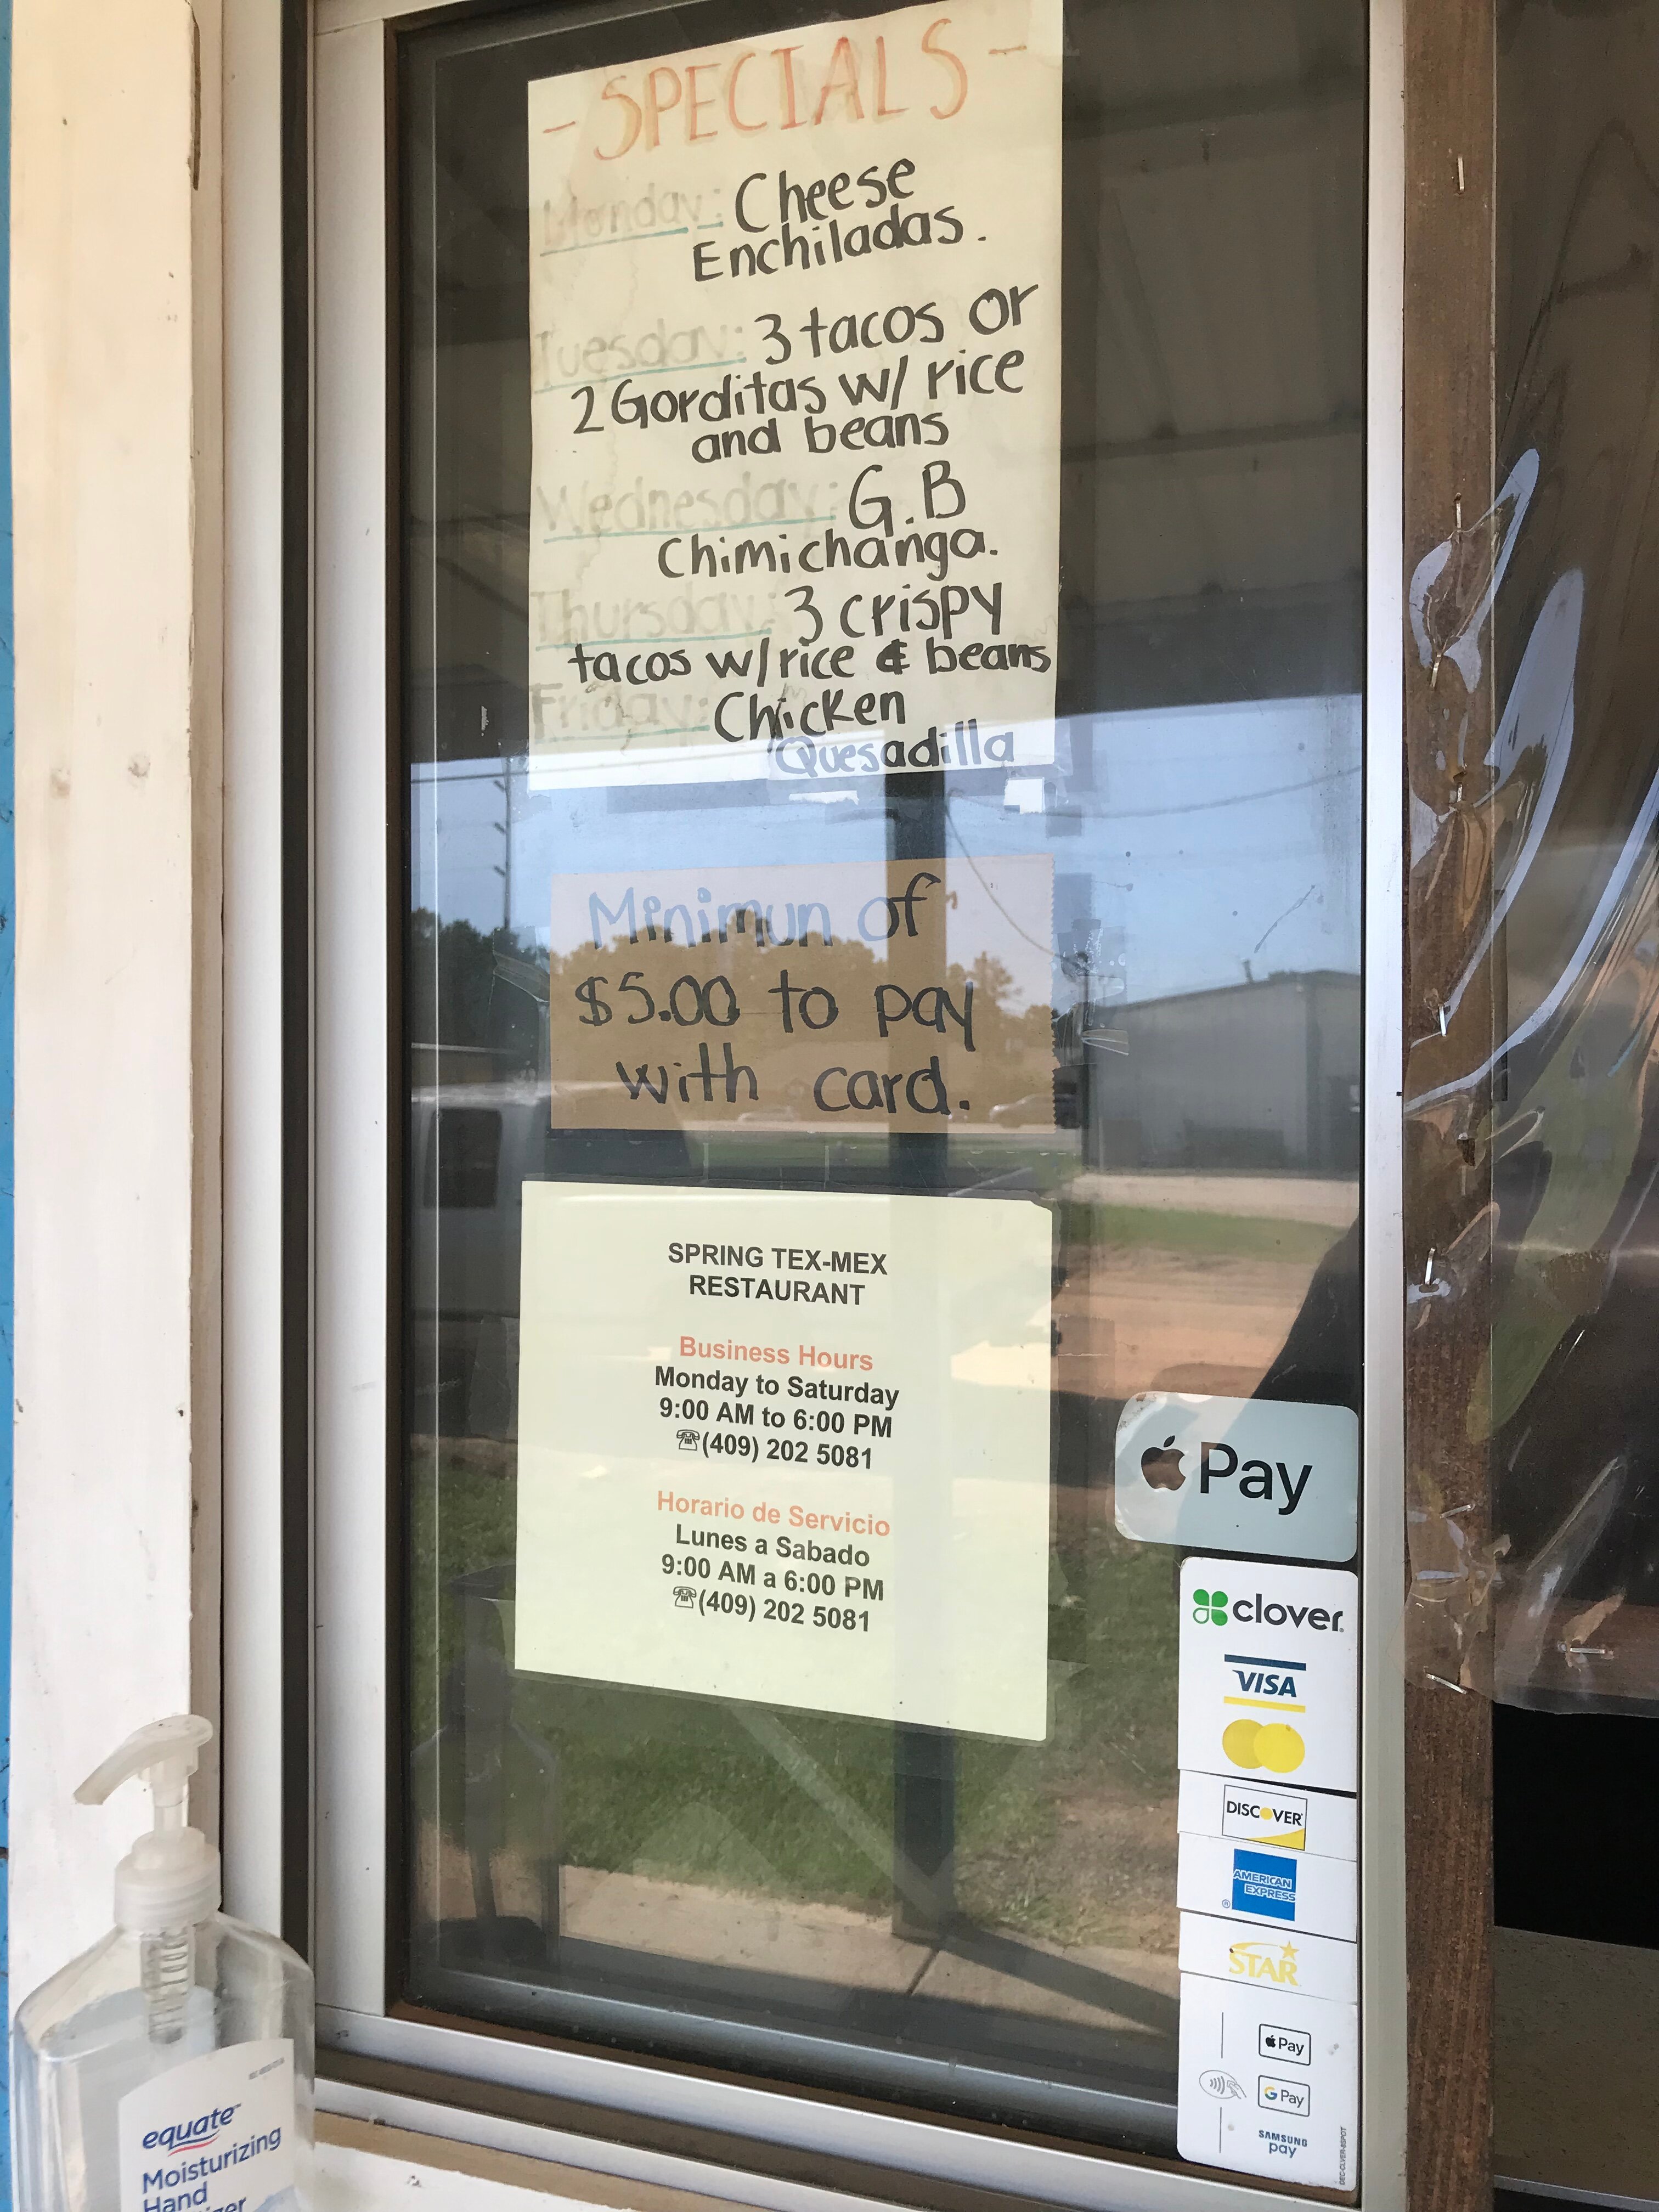 - SPECIALS -
Monday: Cheese
Enchiladas.
Tuesday: 3 tacos or
2 Gorditas w/ rice
and beans
Wednesday: G.B
Chimichanga.
Thursday: 3 crispy
tacos w/ rice & beans
Friday: Chicken
Quesadilla
Minimun of
$5.00 to pay
with card.
SPRING TEX-MEX
RESTAURANT
Business Hours
Monday to Saturday
9:00 AM to 6:00 PM
☏(409) 202 5081
Horario de Servicio
Lunes a Sabado
9:00 AM a 6:00 PM
☏(409) 202 5081
Pay
clover
VISA
DISCOVER
AMERICAN
EXPRESS
STAR
Pay
G Pay
SAMSUNG
pay
equate
Moisturizing
Hand